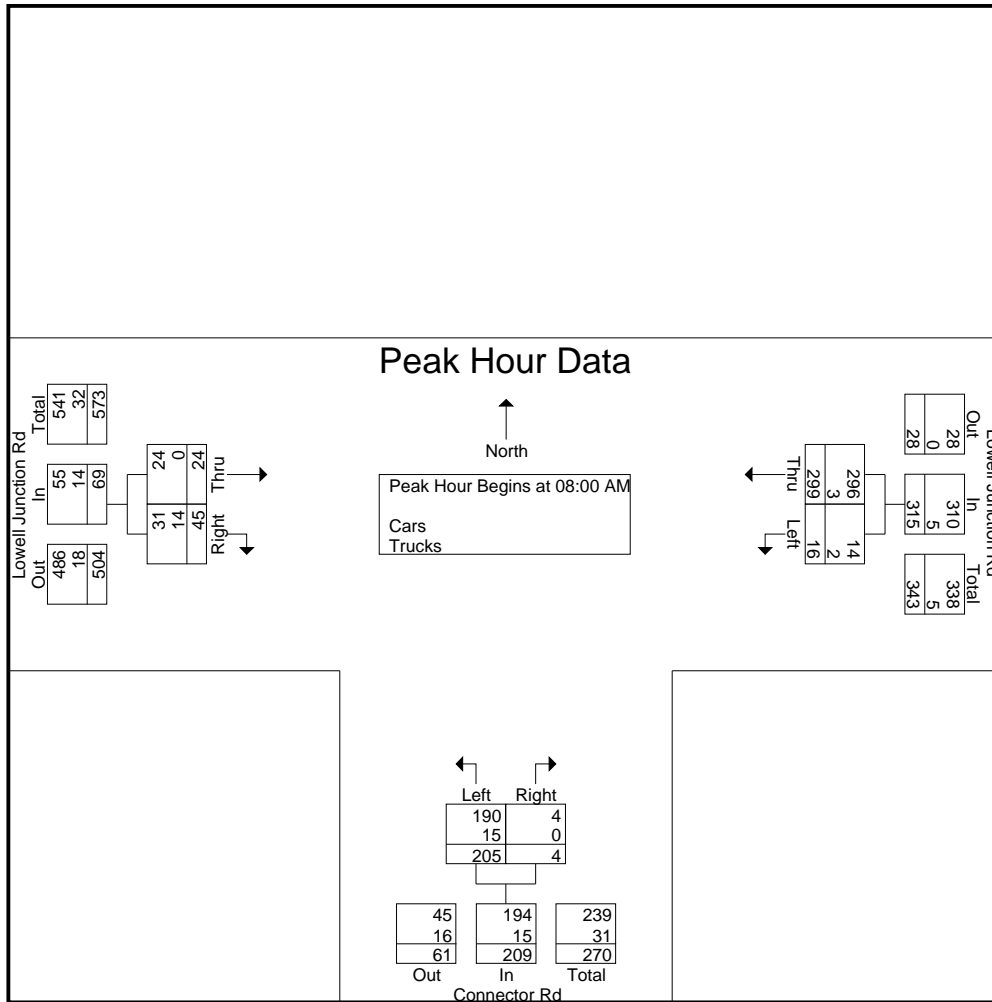 Peak Hour Data
North
Peak Hour Begins at 08:00 AM
Cars
Trucks
Lowell Junction Rd
Total
541
32
573
In
55
14
69
Out
486
18
504
Thru
24
0
24
Right
31
14
45
Thru
296
3
299
Left
14
2
16
Lowell Junction Rd
Out
28
0
28
In
310
5
315
Total
338
5
343
Left Right
190 4
15 0
205 4
45 194 239
16 15 31
61 209 270
Out In Total
Connector Rd